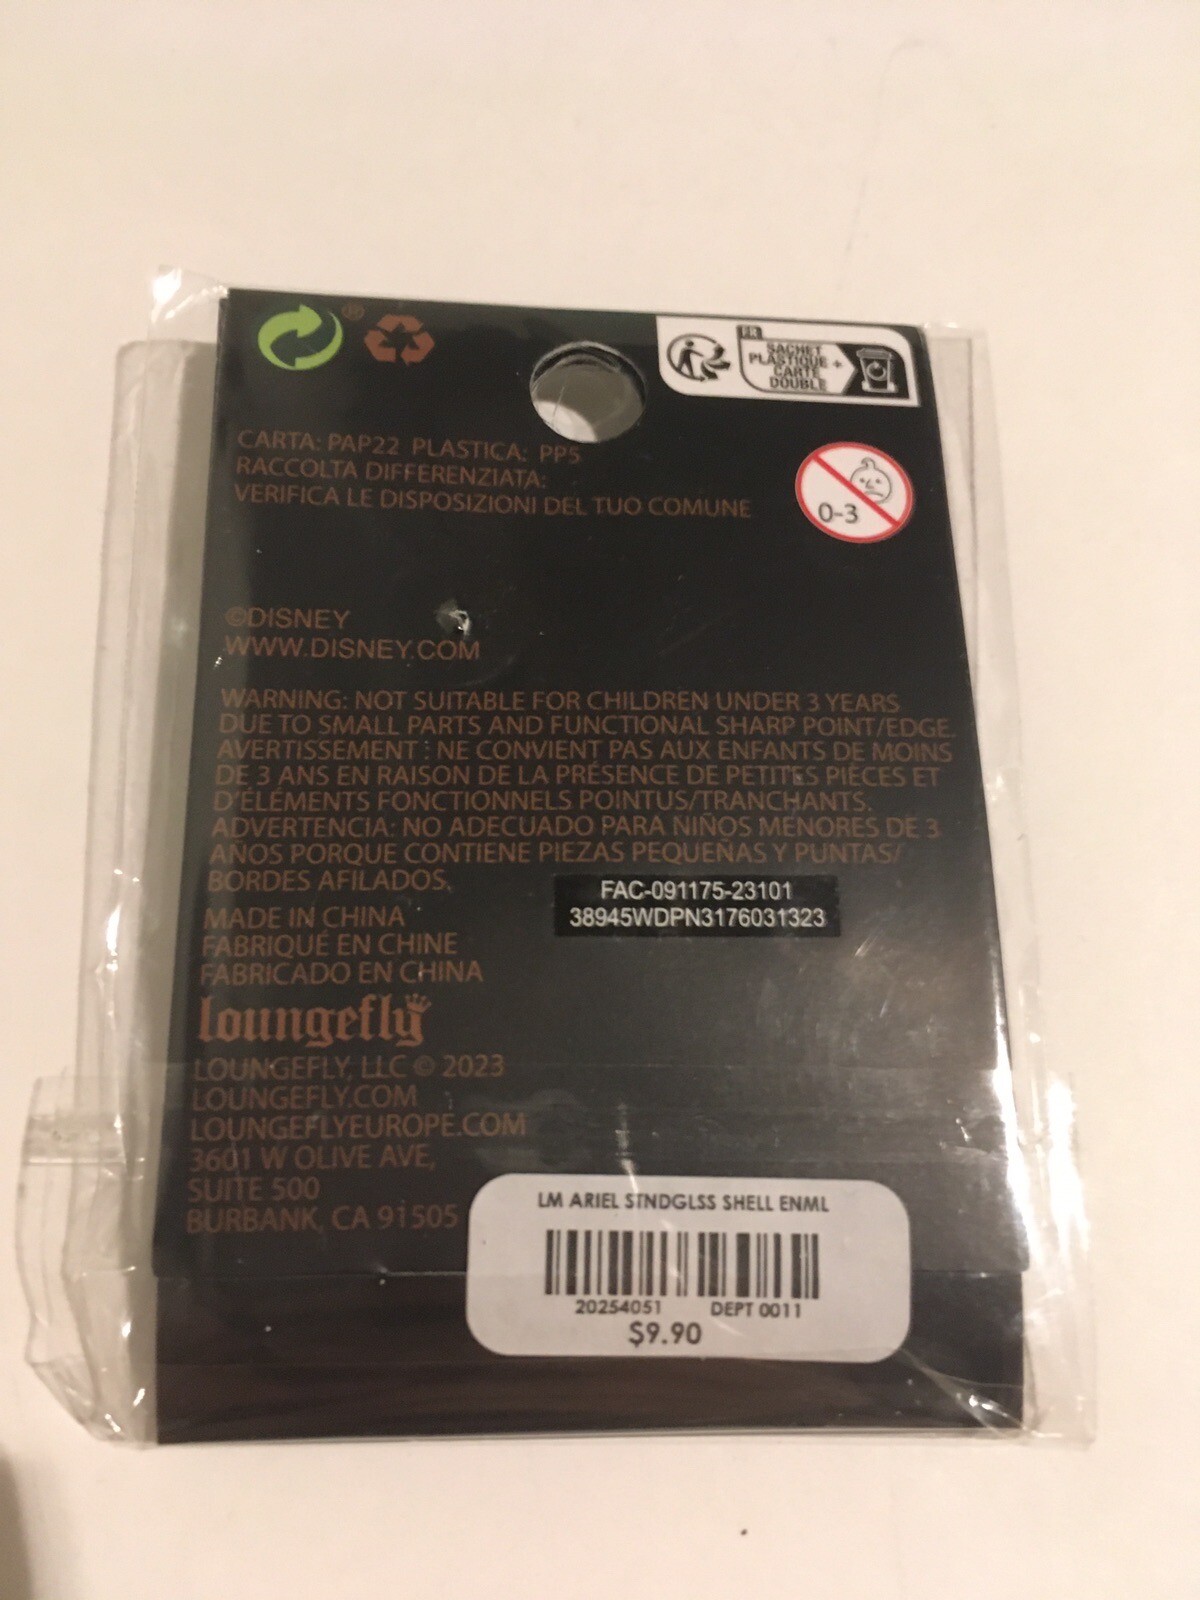 ®
FR
SACHET
PLASTIQUE +
CARTE
DOUBLE
CARTA: PAP22 PLASTICA: PP5
RACCOLTA DIFFERENZIATA:
VERIFICA LE DISPOSIZIONI DEL TUO COMUNE
0-3
©DISNEY
WWW.DISNEY.COM
WARNING: NOT SUITABLE FOR CHILDREN UNDER 3 YEARS
DUE TO SMALL PARTS AND FUNCTIONAL SHARP POINT/EDGE.
AVERTISSEMENT : NE CONVIENT PAS AUX ENFANTS DE MOINS
DE 3 ANS EN RAISON DE LA PRÉSENCE DE PETITES PIÈCES ET
D'ÉLÉMENTS FONCTIONNELS POINTUS/TRANCHANTS.
ADVERTENCIA: NO ADECUADO PARA NIÑOS MENORES DE 3
AÑOS PORQUE CONTIENE PIEZAS PEQUEÑAS Y PUNTAS/
BORDES AFILADOS.
FAC-091175-23101
38945WDPN3176031323
MADE IN CHINA
FABRIQUÉ EN CHINE
FABRICADO EN CHINA
loungefly
LOUNGEFLY, LLC © 2023
LOUNGEFLY.COM
LOUNGEFLYEUROPE.COM
3601 W OLIVE AVE,
SUITE 500
BURBANK, CA 91505
LM ARIEL STNDGLSS SHELL ENML
20254051 DEPT 0011
$9.90